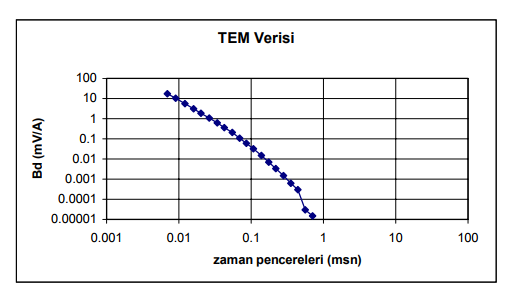 TEM Verisi
Bd (mV/A)
100
10
1
0.1
0.01
0.001
0.0001
0.00001
0.001 0.01 0.1 1 10 100
zaman pencereleri (msn)